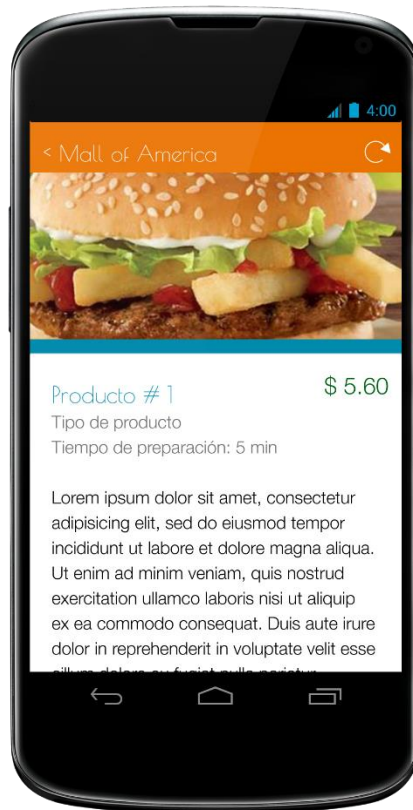 4:00
< Mall of America
Producto # 1
$ 5.60
Tipo de producto
Tiempo de preparación: 5 min
Lorem ipsum dolor sit amet, consectetur
adipisicing elit, sed do eiusmod tempor
incididunt ut labore et dolore magna aliqua.
Ut enim ad minim veniam, quis nostrud
exercitation ullamco laboris nisi ut aliquip
ex ea commodo consequat. Duis aute irure
dolor in reprehenderit in voluptate velit esse